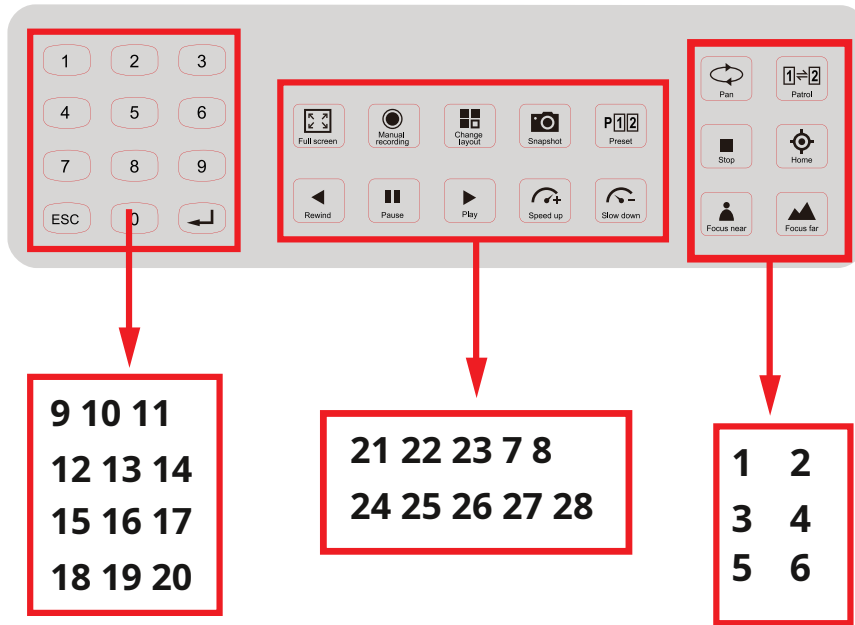 1 2 3
4 5 6
7 8 9
ESC 0
Full screen
Manual
recording
Change
layout
Snapshot
P12
Preset
Rewind
Pause
Play
Speed up
Slow down
Pan
1⇌2
Patrol
Stop
Home
Focus near
Focus far
9 10 11
12 13 14
15 16 17
18 19 20
21 22 23 7 8
24 25 26 27 28
1 2
3 4
5 6